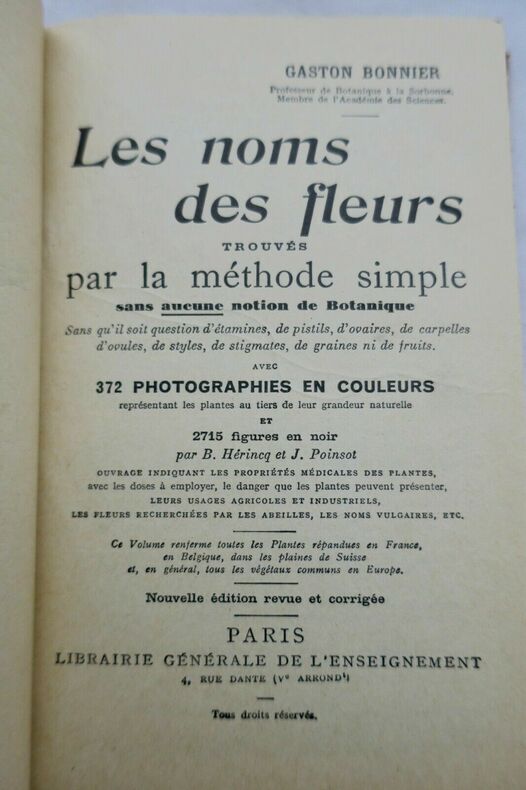 GASTON BONNIER
Professeur de Botanique à la Sorbonne,
Membre de l'Académie des Sciences.
Les noms
des fleurs
TROUVÉS
par la méthode simple
sans aucune notion de Botanique
Sans qu'il soit question d'étamines, de pistils, d'ovaires, de carpelles
d'ovules, de styles, de stigmates, de graines ni de fruits.
AVEC
372 PHOTOGRAPHIES EN COULEURS
représentant les plantes au tiers de leur grandeur naturelle
ET
2715 figures en noir
par B. Hérincq et J. Poinsot
OUVRAGE INDIQUANT LES PROPRIÉTÉS MÉDICALES DES PLANTES,
avec les doses à employer, le danger que les plantes peuvent présenter,
LEURS USAGES AGRICOLES ET INDUSTRIELS,
LES FLEURS RECHERCHÉES PAR LES ABEILLES, LES NOMS VULGAIRES, ETC.
Ce Volume renferme toutes les Plantes répandues en France,
en Belgique, dans les plaines de Suisse
et, en général, tous les végétaux communs en Europe.
Nouvelle édition revue et corrigée
PARIS
LIBRAIRIE GÉNÉRALE DE L'ENSEIGNEMENT
4, RUE DANTE (Ve ARRONDt)
Tous droits réservés.